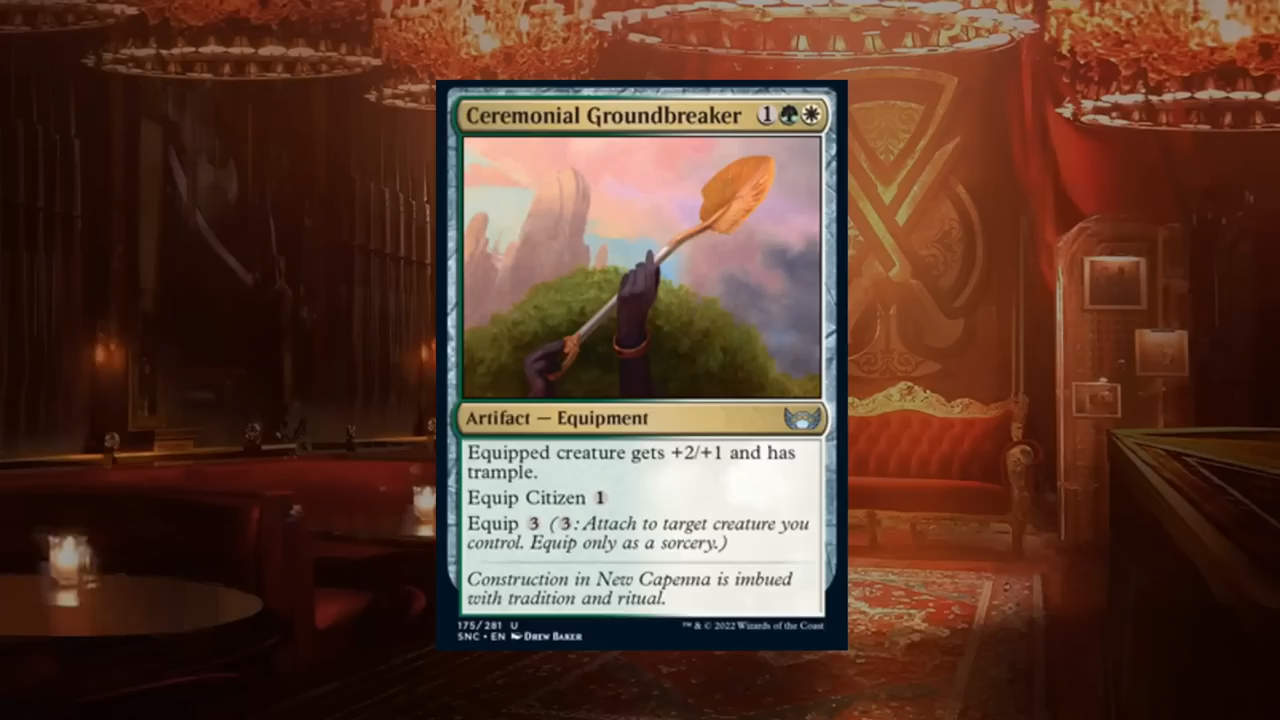 Ceremonial Groundbreaker 1
Artifact — Equipment
Equipped creature gets +2/+1 and has
trample.
Equip Citizen 1
Equip 3 (3: Attach to target creature you
control. Equip only as a sorcery.)
Construction in New Capenna is imbued
with tradition and ritual.
175/281 U
SNC • EN Drew Baker
™ & © 2022 Wizards of the Coast